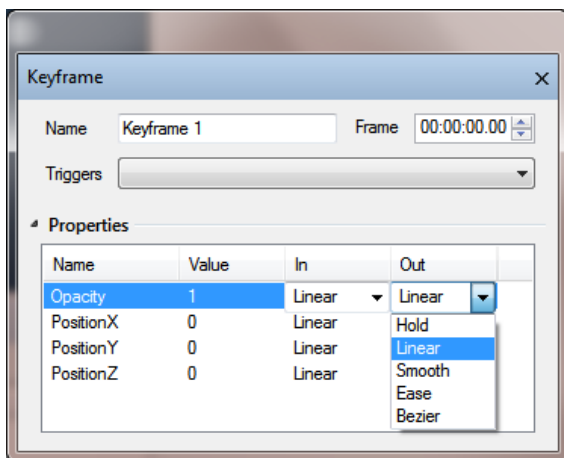 Keyframe
Name Keyframe 1 Frame 00:00:00.00
Triggers
Properties
Name Value In Out
Opacity 1 Linear Linear
PositionX 0 Linear Hold
PositionY 0 Linear Linear
PositionZ 0 Linear Smooth
Ease
Bezier